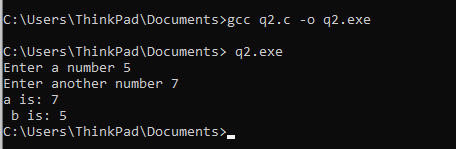 C:\Users\ThinkPad\Documents>gcc q2.c -o q2.exe
C:\Users\ThinkPad\Documents> q2.exe
Enter a number 5
Enter another number 7
a is: 7
 b is: 5
C:\Users\ThinkPad\Documents>